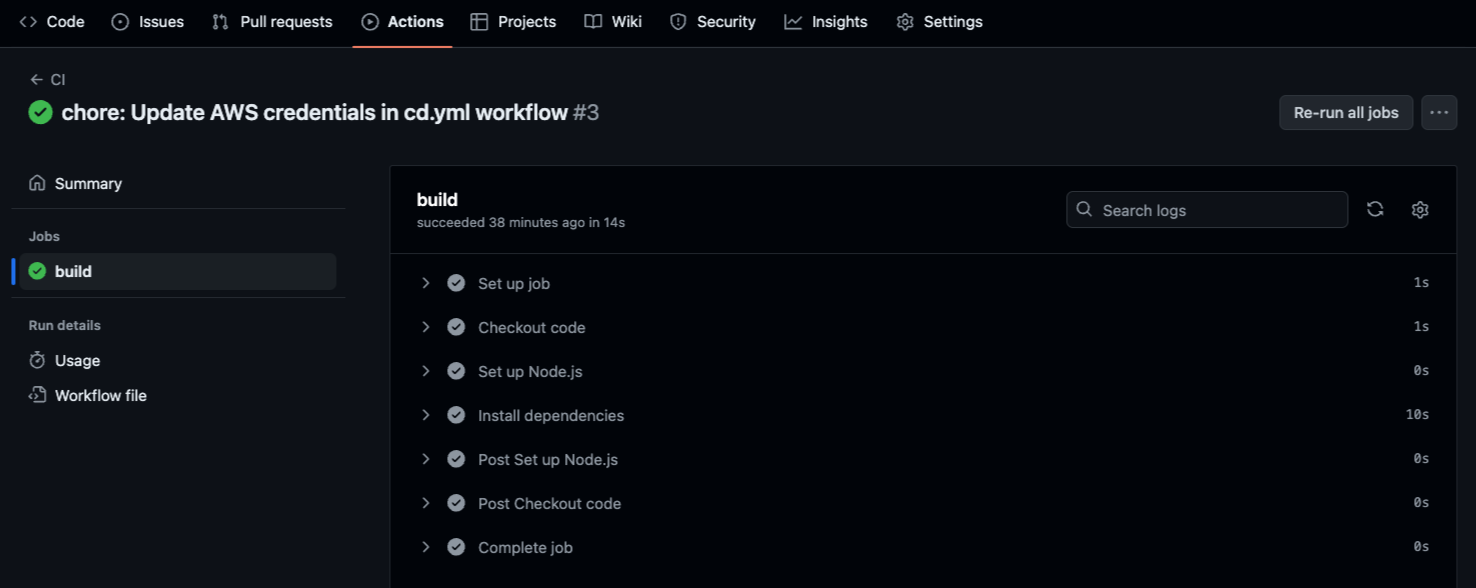 Code Issues Pull requests Actions Projects Wiki Security Insights Settings
CI
chore: Update AWS credentials in cd.yml workflow #3
Re-run all jobs
Summary
Jobs
build
Run details
Usage
Workflow file
build
succeeded 38 minutes ago in 14s
Search logs
Set up job 1s
Checkout code 1s
Set up Node.js 0s
Install dependencies 10s
Post Set up Node.js 0s
Post Checkout code 0s
Complete job 0s